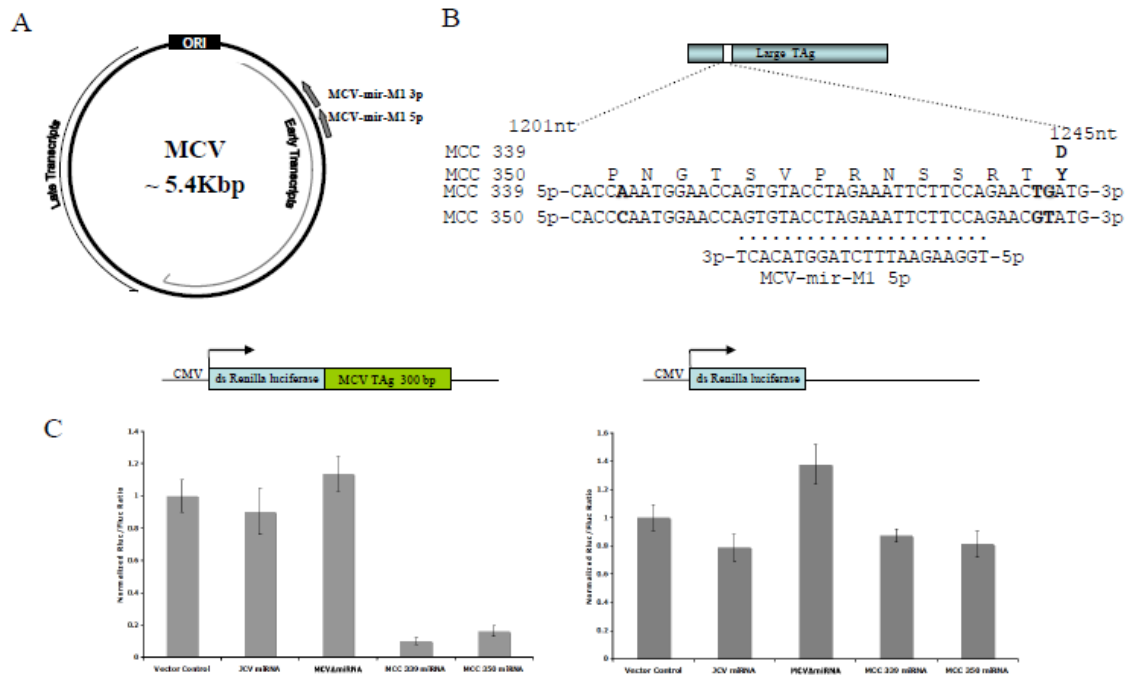 A
ORI
MCV-mir-M1 3p
MCV-mir-M1 5p
Late Transcripts
Early Transcripts
MCV
~ 5.4Kbp
B
Large TAg
1201nt
1245nt
MCC 339 D
MCC 350 P N G T S V P R N S S R T Y
MCC 339 5p-CACCAAATGGAACCAGTGTACCTAGAAATTCTTCCAGAACTGATG-3p
MCC 350 5p-CACCCAATGGAACCAGTGTACCTAGAAATTCTTCCAGAACGTATG-3p
3p-TCACATGGATCTTTAAGAAGGT-5p
MCV-mir-M1 5p
CMV
ds Renilla luciferase
MCV TAg 300 bp
CMV
ds Renilla luciferase
C
Normalized Rluc/Fluc Ratio
1.4
1.2
1
0.8
0.6
0.4
0.2
0
Vector Control
JCV miRNA
MCVΔmiRNA
MCC 339 miRNA
MCC 350 miRNA
Normalized Rluc/Fluc Ratio
1.6
1.4
1.2
1
0.8
0.6
0.4
0.2
0
Vector Control
JCV miRNA
MCVΔmiRNA
MCC 339 miRNA
MCC 350 miRNA